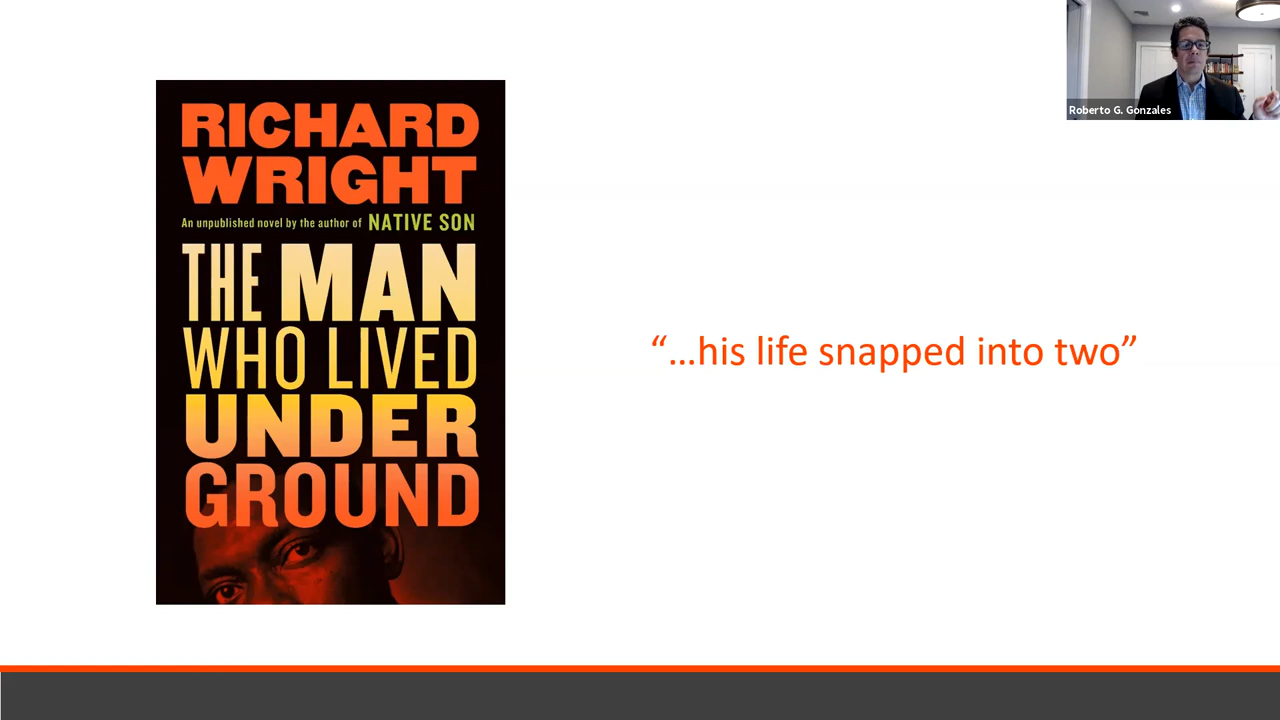 Roberto G. Gonzales
RICHARD
WRIGHT
An unpublished novel by the author of NATIVE SON
THE MAN
WHO LIVED
UNDER
GROUND
“…his life snapped into two”